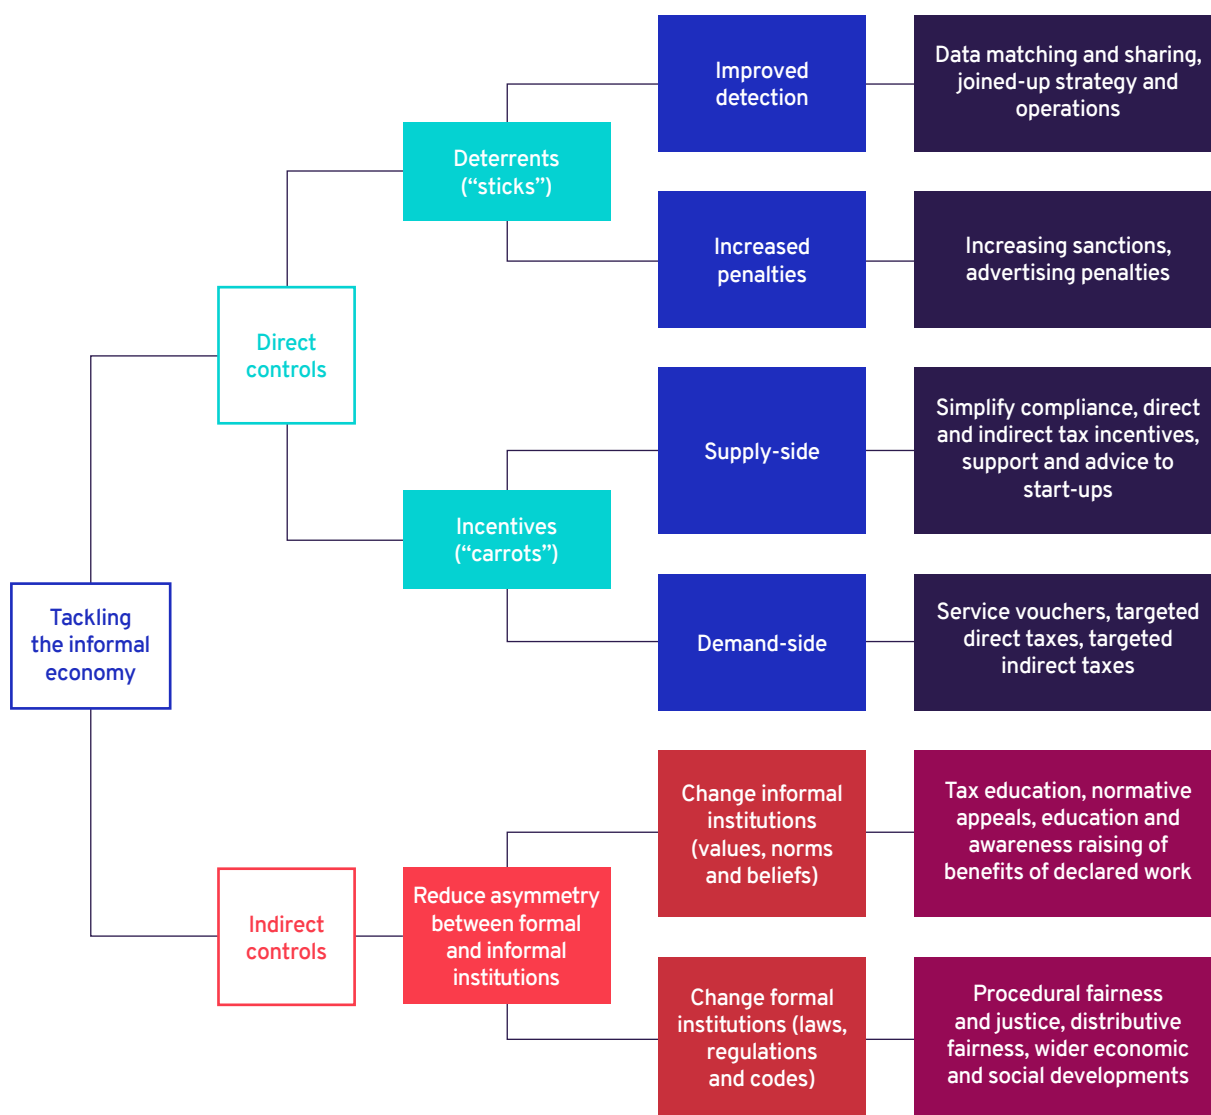 Improved
detection
Data matching and sharing,
joined-up strategy and
operations
Deterrents
(“sticks”)
Increased
penalties
Increasing sanctions,
advertising penalties
Direct
controls
Supply-side
Simplify compliance, direct
and indirect tax incentives,
support and advice to
start-ups
Incentives
(“carrots”)
Demand-side
Service vouchers, targeted
direct taxes, targeted
indirect taxes
Tackling
the informal
economy
Change informal
institutions
(values, norms
and beliefs)
Tax education, normative
appeals, education and
awareness raising of
benefits of declared work
Indirect
controls
Reduce asymmetry
between formal
and informal
institutions
Change formal
institutions (laws,
regulations
and codes)
Procedural fairness
and justice, distributive
fairness, wider economic
and social developments